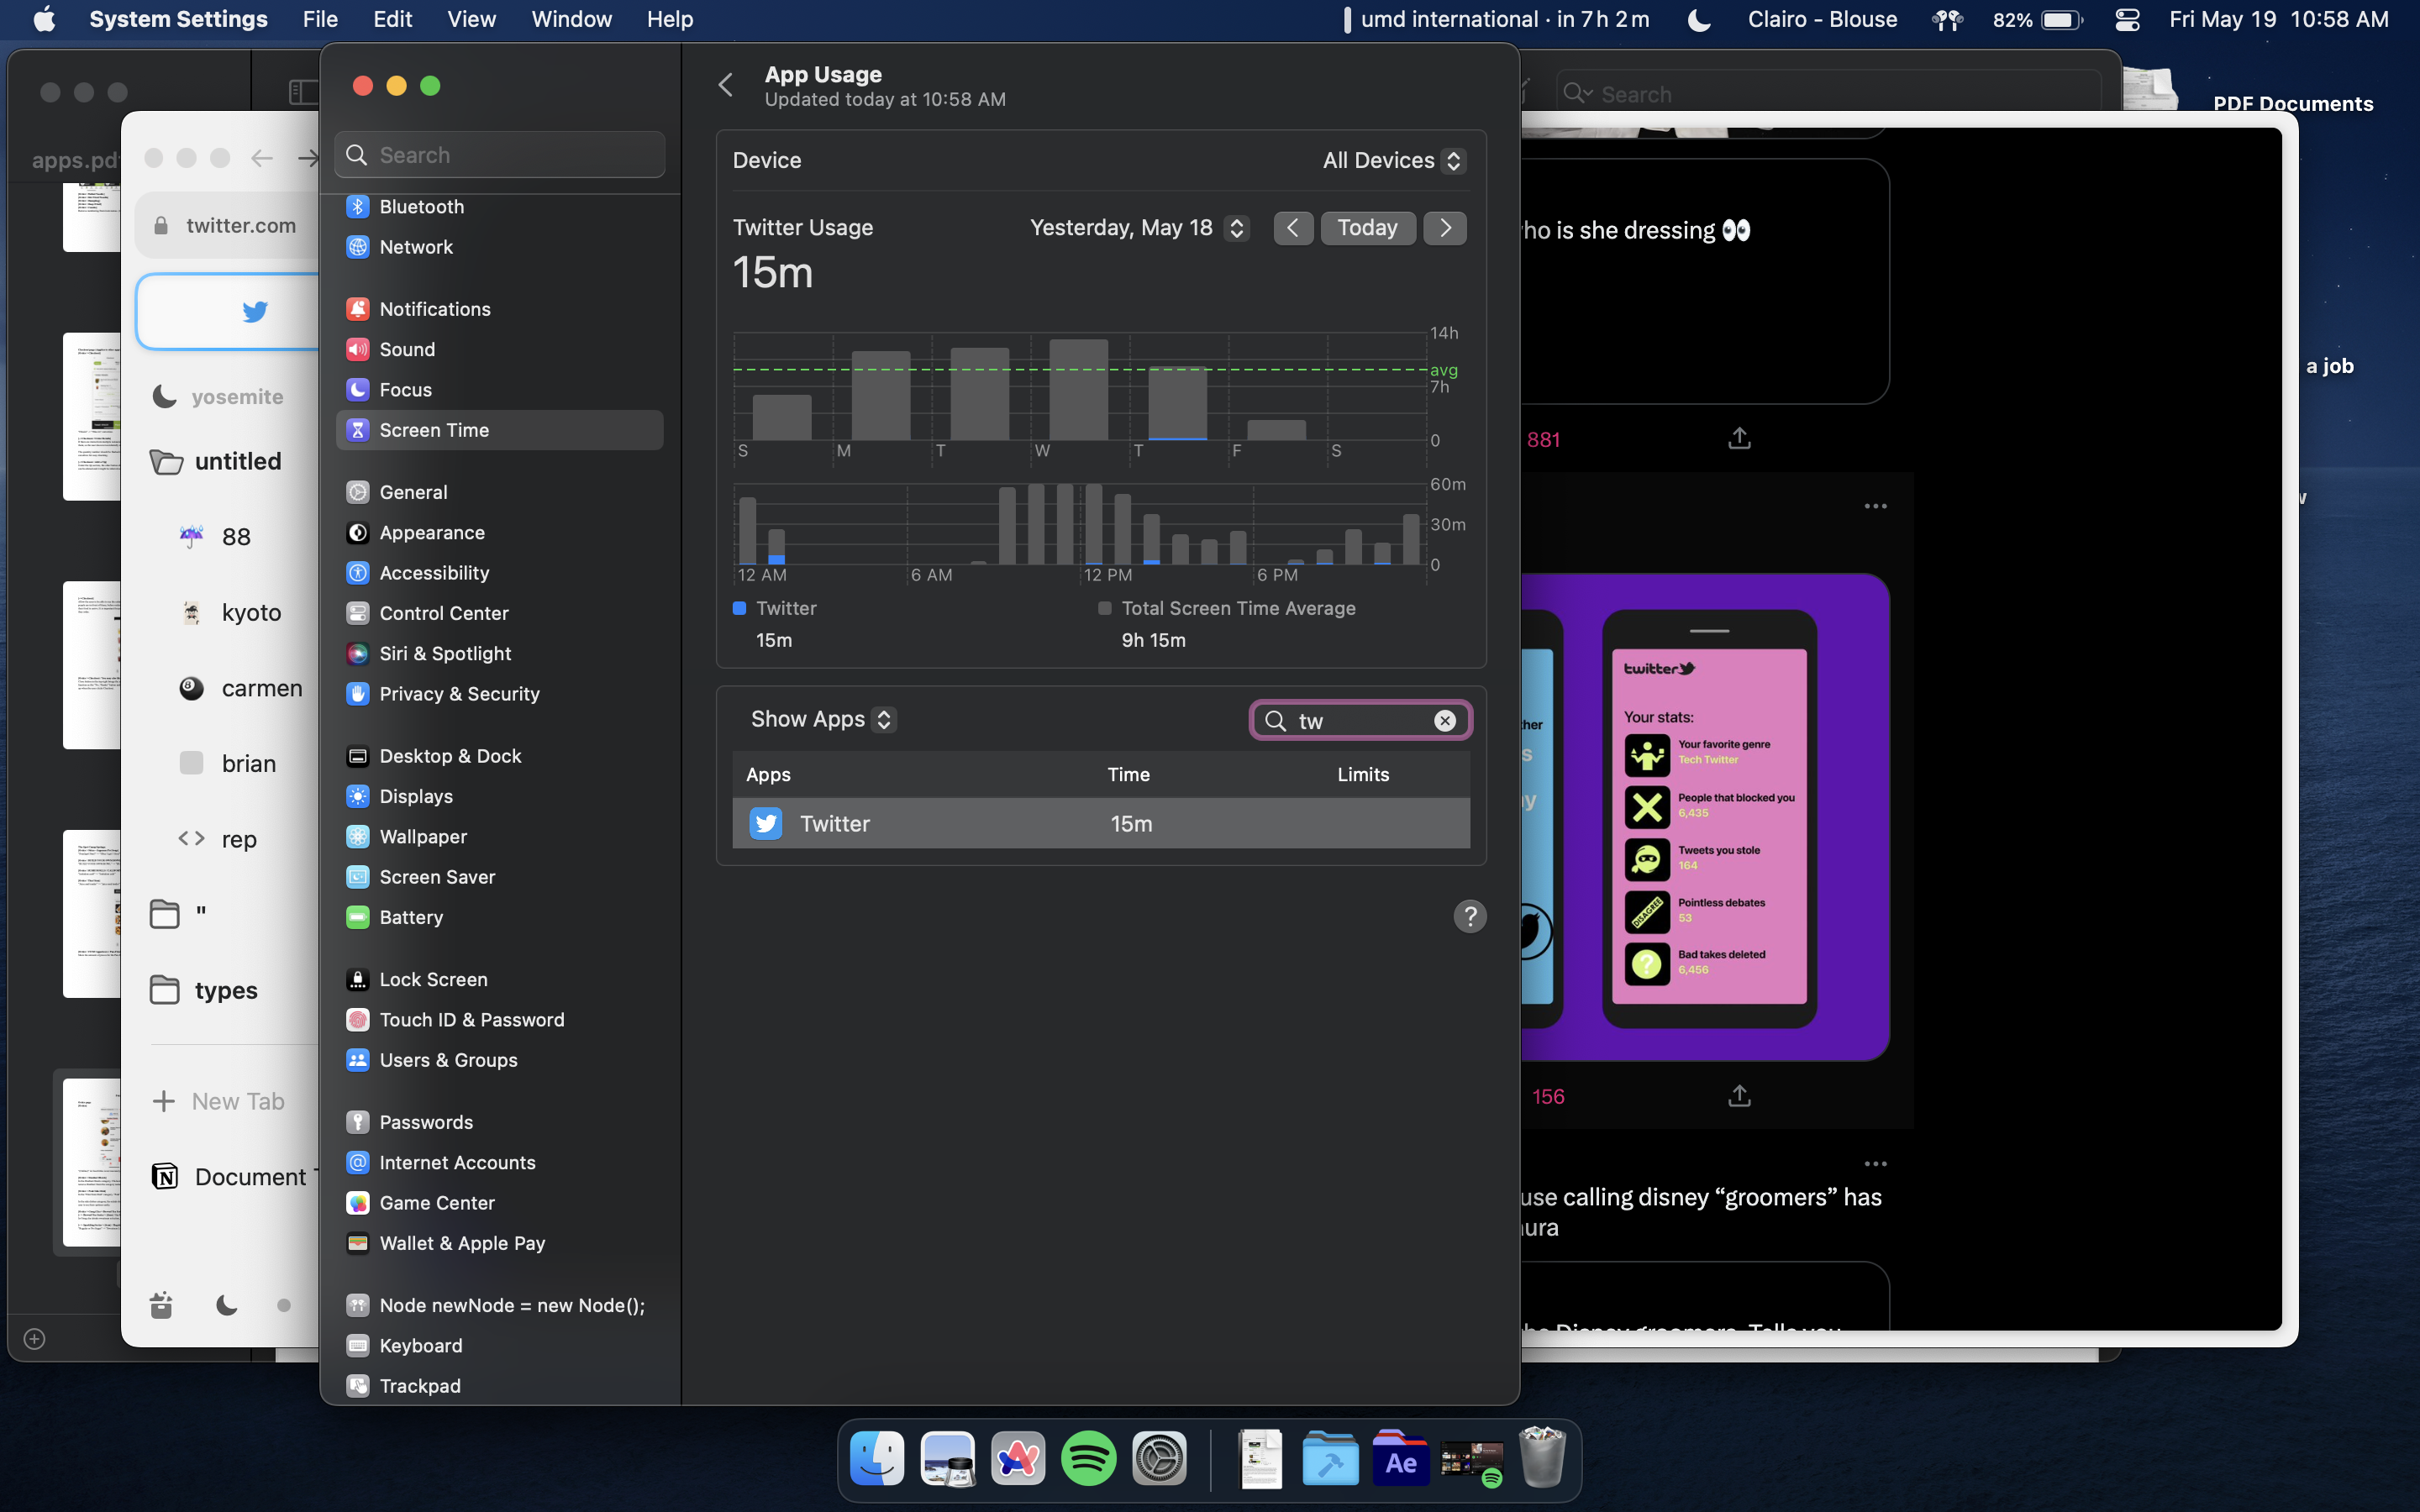 System Settings File Edit View Window Help
umd international · in 7 h 2 m Clairo - Blouse 82% Fri May 19 10:58 AM
apps.pd
twitter.com
yosemite
untitled
88
kyoto
carmen
brian
rep
"
types
New Tab
Document
Search
Bluetooth
Network
Notifications
Sound
Focus
Screen Time
General
Appearance
Accessibility
Control Center
Siri & Spotlight
Privacy & Security
Desktop & Dock
Displays
Wallpaper
Screen Saver
Battery
Lock Screen
Touch ID & Password
Users & Groups
Passwords
Internet Accounts
Game Center
Wallet & Apple Pay
Node newNode = new Node();
Keyboard
Trackpad
App Usage
Updated today at 10:58 AM
Device All Devices
Twitter Usage Yesterday, May 18 Today
15m
14h
avg
7h
0
S M T W T F S
60m
30m
0
12 AM 6 AM 12 PM 6 PM
Twitter Total Screen Time Average
15m 9h 15m
Show Apps tw
Apps Time Limits
Twitter 15m
?
Search
PDF Documents
a job
ho is she dressing 👀
881
twitter
Your stats:
Your favorite genre
Tech Twitter
People that blocked you
6,435
Tweets you stole
164
DISAGREE
Pointless debates
53
Bad takes deleted
6,456
156
use calling disney “groomers” has
ura
he Disney groomers. Tells you
Ae